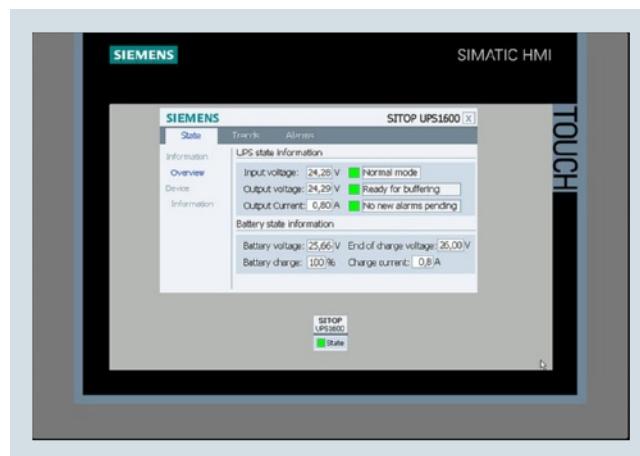 SIEMENS SIMATIC HMI
TOUCH
SIEMENS SITOP UPS1600 X
State Trends Alarms
Information UPS state information
Overview Input voltage: 24,28 V Normal mode
Device Output voltage: 24,29 V Ready for buffering
Information Output Current: 0,80 A No new alarms pending
Battery state information
Battery voltage: 25,66 V End of charge voltage: 26,00 V
Battery charge: 100 % Charge current: 0,8 A
SITOP
UPS1600
State